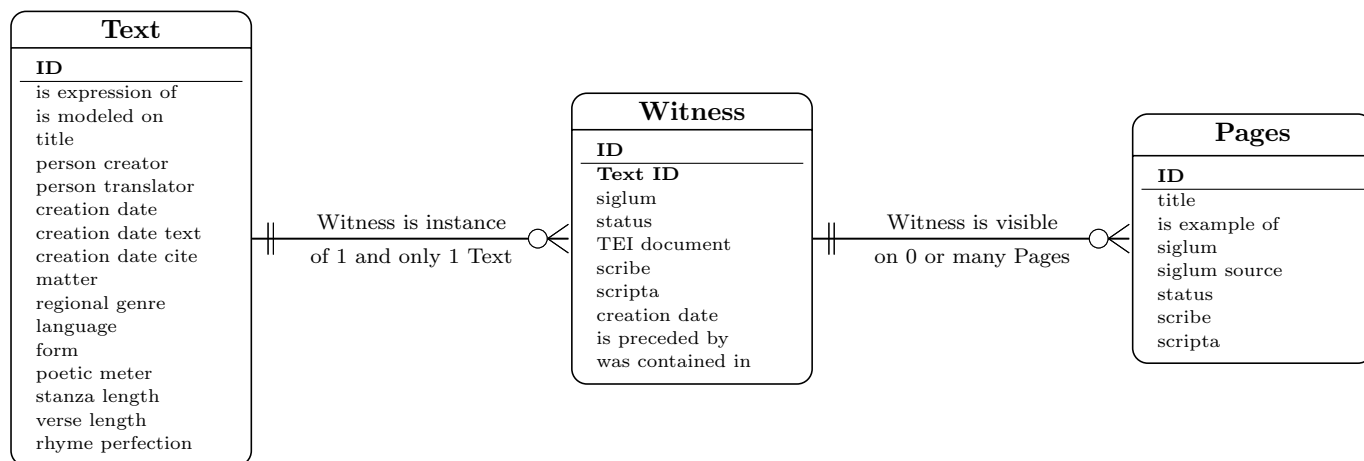 Text
ID
is expression of
is modeled on
title
person creator
person translator
creation date
creation date text
creation date cite
matter
regional genre
language
form
poetic meter
stanza length
verse length
rhyme perfection
Witness is instance
of 1 and only 1 Text
Witness
ID
Text ID
siglum
status
TEI document
scribe
scripta
creation date
is preceded by
was contained in
Witness is visible
on 0 or many Pages
Pages
ID
title
is example of
siglum
siglum source
status
scribe
scripta